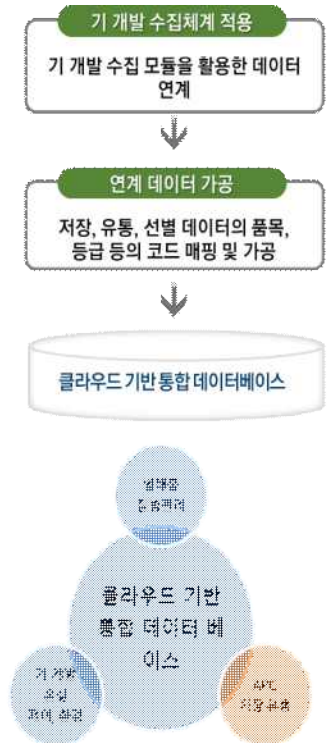 기 개발 수집체계 적용
기 개발 수집 모듈을 활용한 데이터
연계
연계 데이터 가공
저장, 유통, 선별 데이터의 품목,
등급 등의 코드 매핑 및 가공
클라우드 기반 통합 데이터베이스
클라우드 기반
통합 데이터 베
이스
기 개발
APC